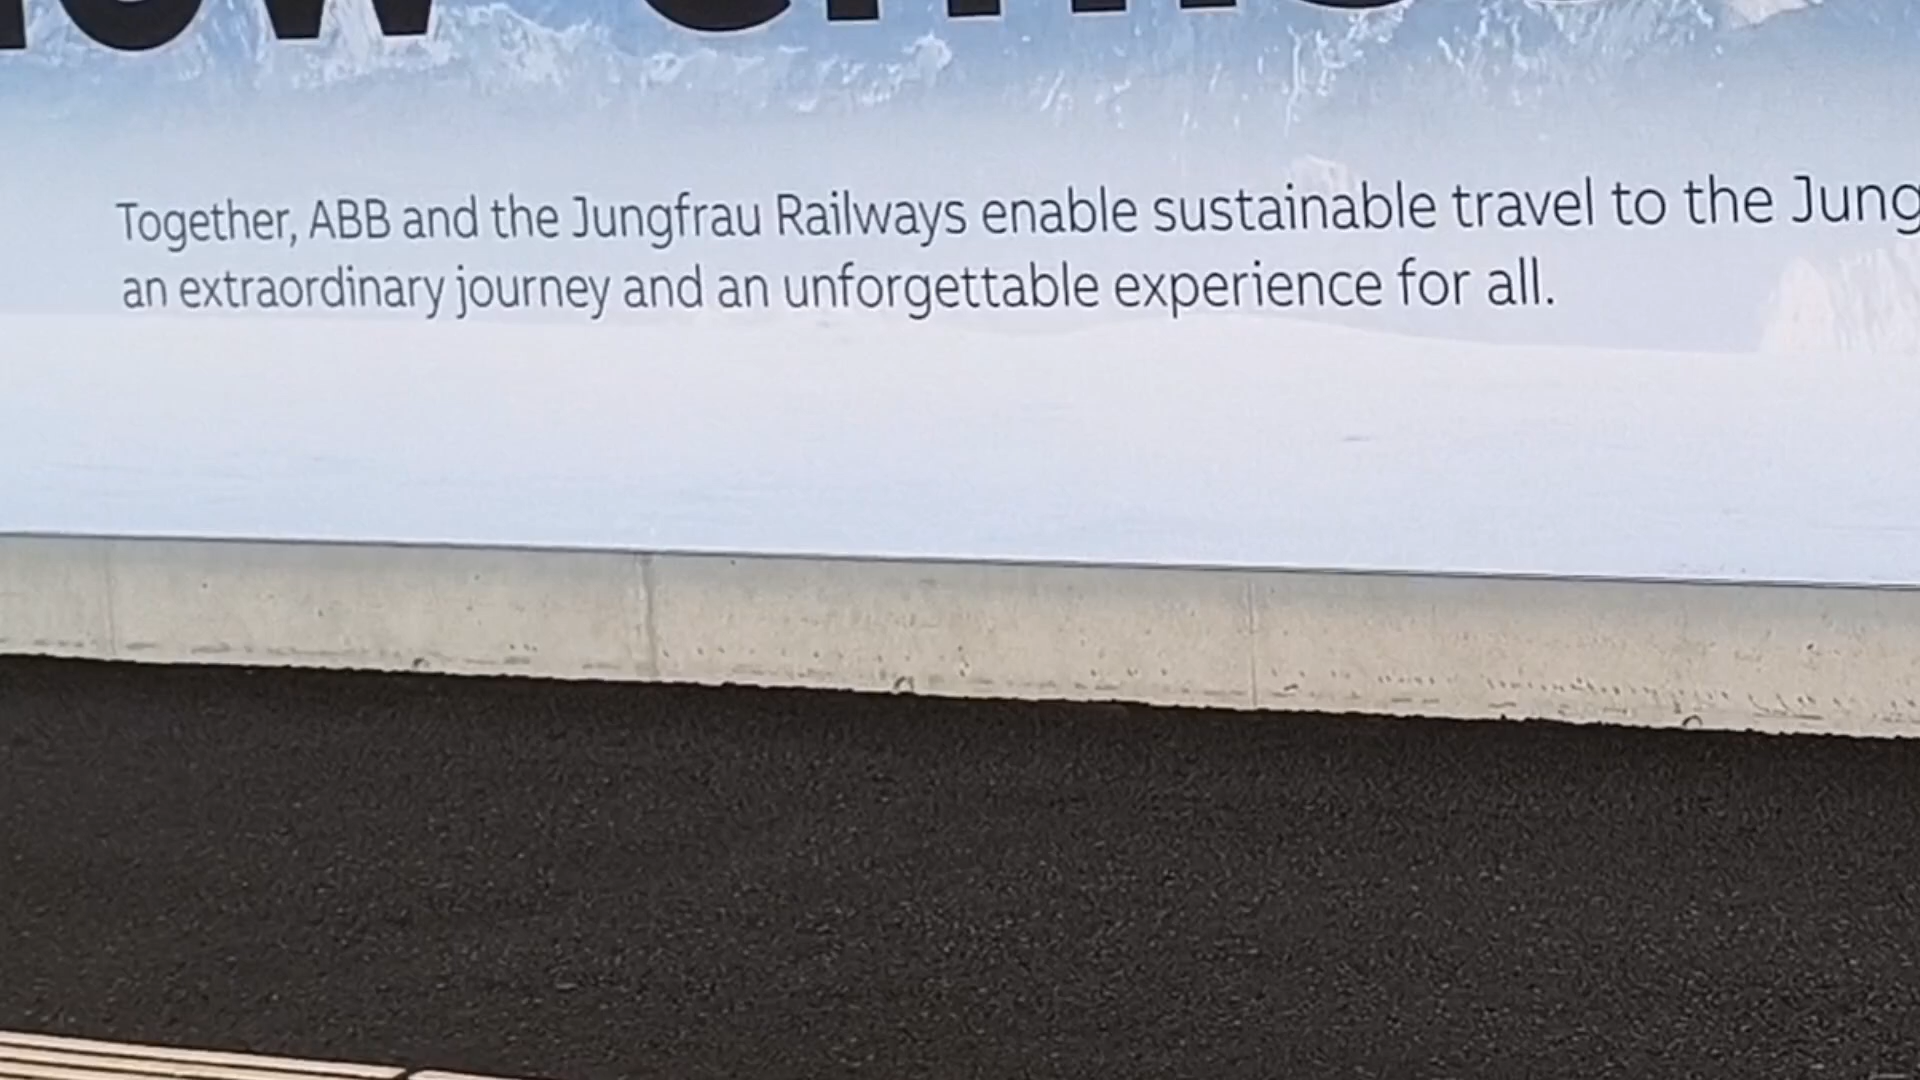 Together, ABB and the Jungfrau Railways enable sustainable travel to the Jung
an extraordinary journey and an unforgettable experience for all.